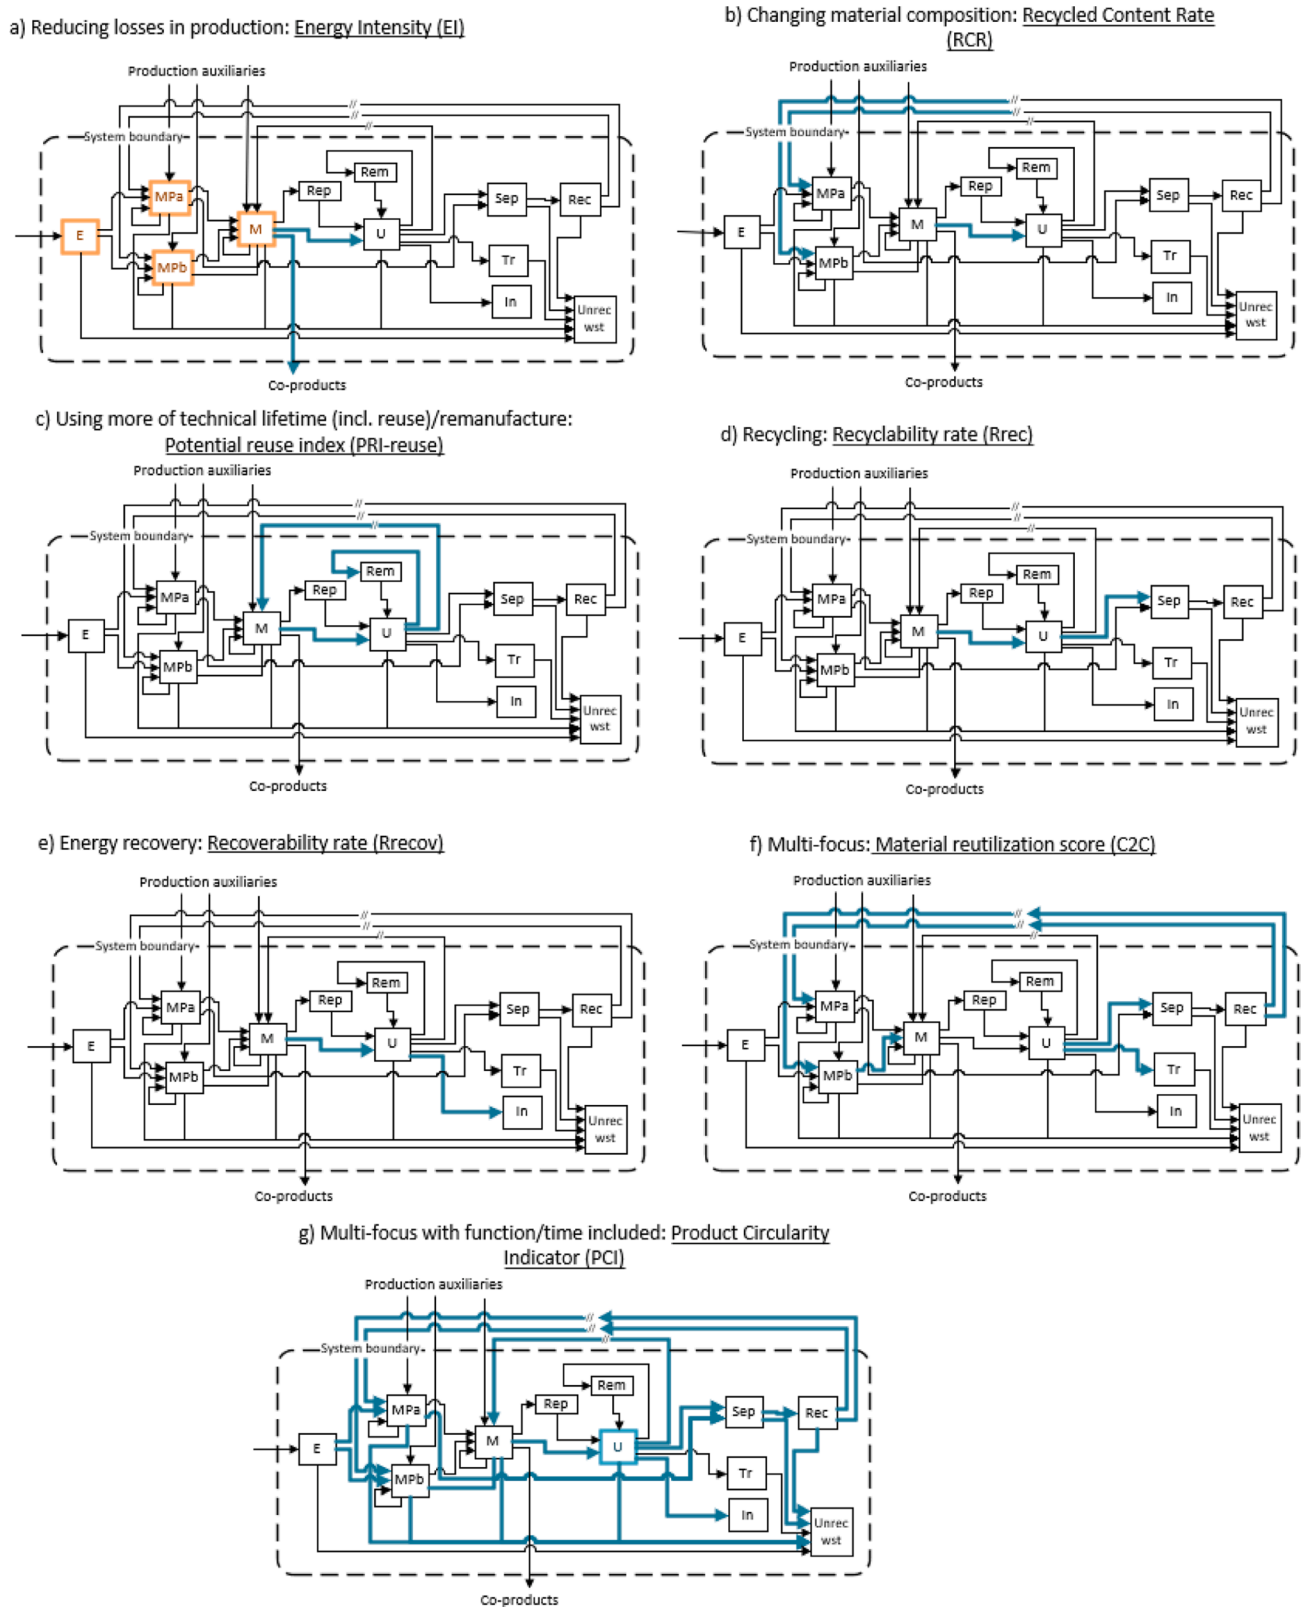 a) Reducing losses in production: Energy Intensity (EI)
Production auxiliaries
System boundary
MPa
Rep
Rem
Sep
Rec
E
M
U
MPb
Tr
In
Unrec
wst
Co-products
b) Changing material composition: Recycled Content Rate
(RCR)
Production auxiliaries
System boundary
MPa
Rep
Rem
Sep
Rec
E
M
U
MPb
Tr
In
Unrec
wst
Co-products
c) Using more of technical lifetime (incl. reuse)/remanufacture:
Potential reuse index (PRI-reuse)
Production auxiliaries
System boundary
MPa
Rep
Rem
Sep
Rec
E
M
U
MPb
Tr
In
Unrec
wst
Co-products
d) Recycling: Recyclability rate (Rrec)
Production auxiliaries
System boundary
MPa
Rep
Rem
Sep
Rec
E
M
U
MPb
Tr
In
Unrec
wst
Co-products
e) Energy recovery: Recoverability rate (Rrecov)
Production auxiliaries
System boundary
MPa
Rep
Rem
Sep
Rec
E
M
U
MPb
Tr
In
Unrec
wst
Co-products
f) Multi-focus: Material reutilization score (C2C)
Production auxiliaries
System boundary
MPa
Rep
Rem
Sep
Rec
E
M
U
MPb
Tr
In
Unrec
wst
Co-products
g) Multi-focus with function/time included: Product Circularity
Indicator (PCI)
Production auxiliaries
System boundary
MPa
Rep
Rem
Sep
Rec
E
M
U
MPb
Tr
In
Unrec
wst
Co-products